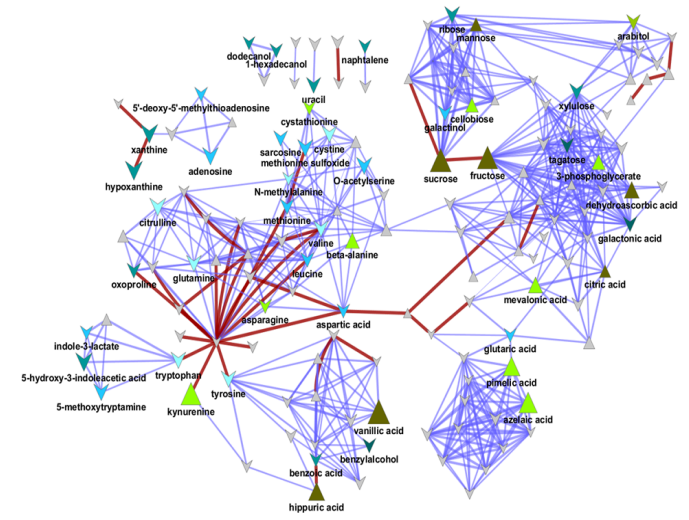 ribose
mannose
arabitol
dodecanol
1-hexadecanol
naphtalene
uracil
xylulose
5'-deoxy-5'-methylthioadenosine
cystathionine
cellobiose
galactinol
xanthine
sarcosine
cystine
methionine sulfoxide
tagatose
adenosine
O-acetylserine
sucrose
fructose
3-phosphoglycerate
hypoxanthine
N-methylalanine
dehydroascorbic acid
citrulline
methionine
galactonic acid
valine
beta-alanine
oxoproline
glutamine
leucine
citric acid
mevalonic acid
asparagine
aspartic acid
indole-3-lactate
glutaric acid
5-hydroxy-3-indoleacetic acid
tryptophan
tyrosine
pimelic acid
5-methoxytryptamine
kynurenine
azelaic acid
vanillic acid
benzylalcohol
benzoic acid
hippuric acid